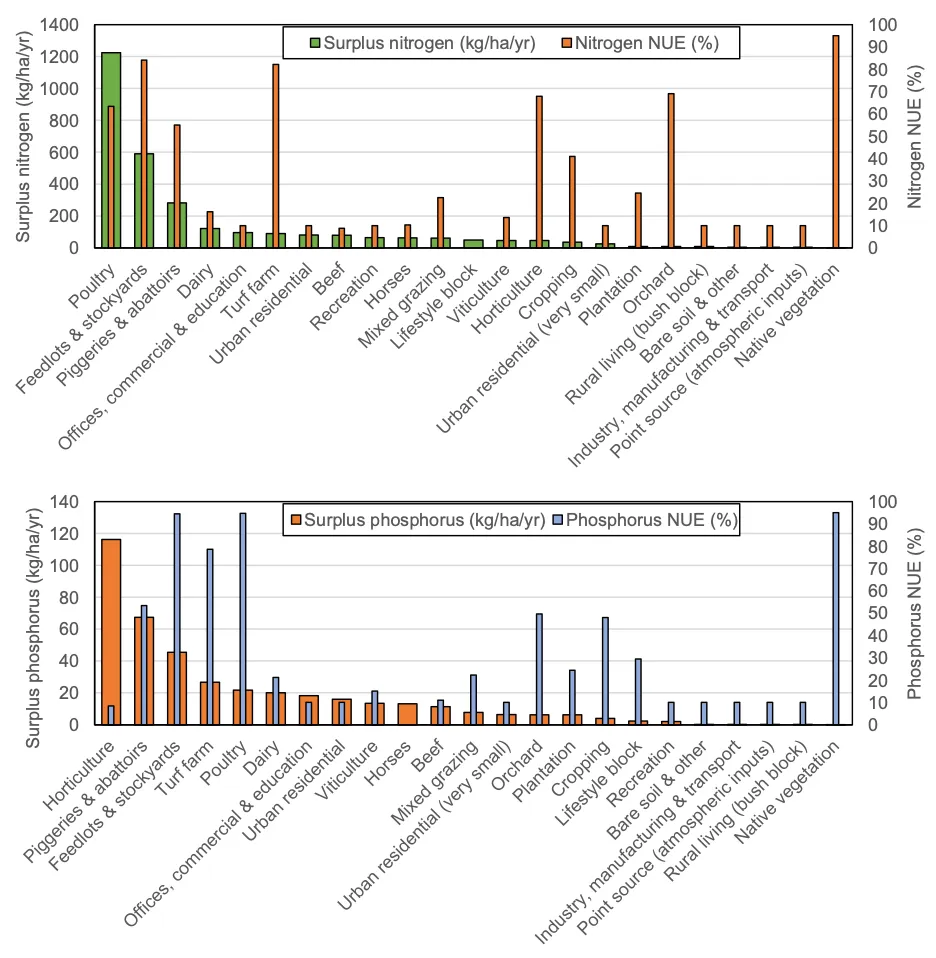 Surplus nitrogen (kg/ha/yr)
1400
1200
1000
800
600
400
200
0
Surplus nitrogen (kg/ha/yr) Nitrogen NUE (%)
100
90
80
70
60
50
40
30
20
10
0
Nitrogen NUE (%)
Poultry
Feedlots & stockyards
Piggeries & abattoirs
Dairy
Offices, commercial & education
Turf farm
Urban residential
Beef
Recreation
Horses
Mixed grazing
Lifestyle block
Viticulture
Horticulture
Cropping
Urban residential (very small)
Plantation
Orchard
Rural living (bush block)
Bare soil & other
Industry, manufacturing & transport
Point source (atmospheric inputs)
Native vegetation
Surplus phosphorus (kg/ha/yr)
140
120
100
80
60
40
20
0
Surplus phosphorus (kg/ha/yr) Phosphorus NUE (%)
100
90
80
70
60
50
40
30
20
10
0
Phosphorus NUE (%)
Horticulture
Piggeries & abattoirs
Feedlots & stockyards
Turf farm
Poultry
Dairy
Offices, commercial & education
Urban residential
Viticulture
Horses
Beef
Mixed grazing
Urban residential (very small)
Orchard
Plantation
Cropping
Lifestyle block
Recreation
Bare soil & other
Industry, manufacturing & transport
Point source (atmospheric inputs)
Rural living (bush block)
Native vegetation